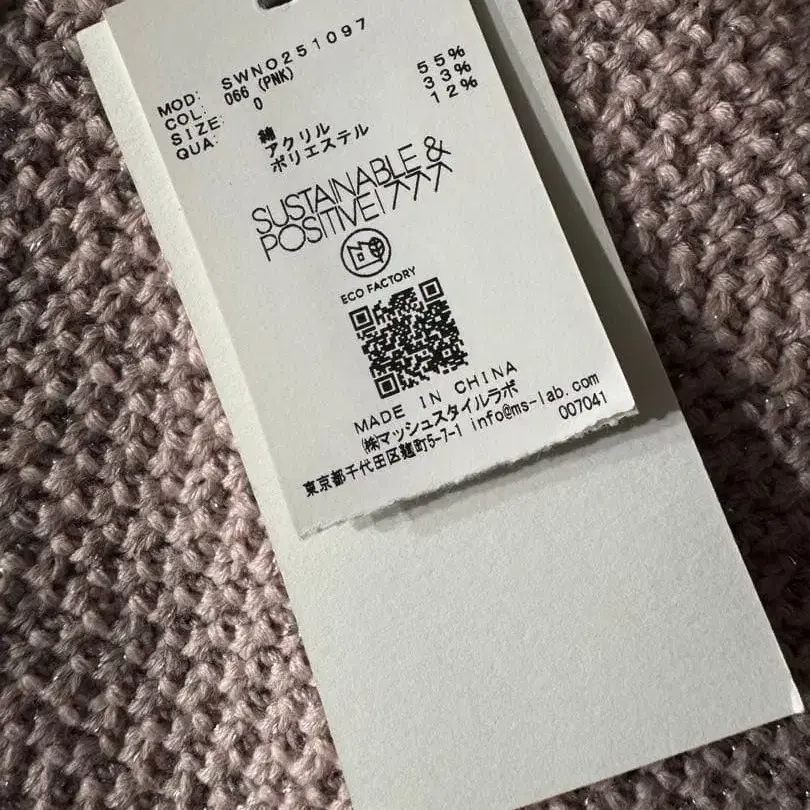 MOD: SWNO251097
COL: 066 (PNK)
SIZE: 0
QUA: 綿 55%
アクリル 33%
ポリエステル 12%
SUSTAINABLE &
POSITIVE! ↗↗↗
ECO FACTORY
MADE IN CHINA
㈱マッシュスタイルラボ
東京都千代田区麹町5-7-1 info@ms-lab.com
007041